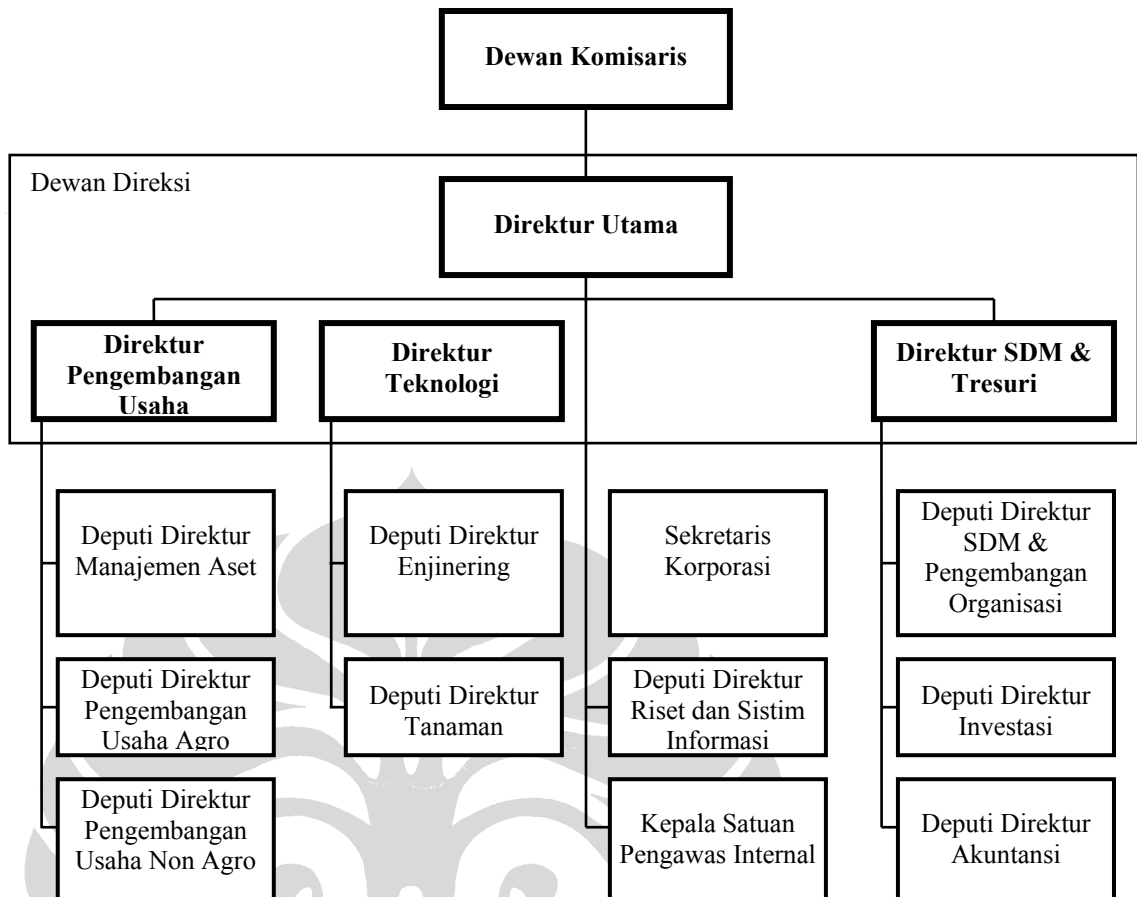 Dewan Komisaris
Dewan Direksi
Direktur Utama
Direktur
Pengembangan
Usaha
Direktur
Teknologi
Direktur SDM &
Tresuri
Deputi Direktur
Manajemen Aset
Deputi Direktur
Enjinering
Sekretaris
Korporasi
Deputi Direktur
SDM &
Pengembangan
Organisasi
Deputi Direktur
Pengembangan
Usaha Agro
Deputi Direktur
Tanaman
Deputi Direktur
Riset dan Sistim
Informasi
Deputi Direktur
Investasi
Deputi Direktur
Pengembangan
Usaha Non Agro
Kepala Satuan
Pengawas Internal
Deputi Direktur
Akuntansi